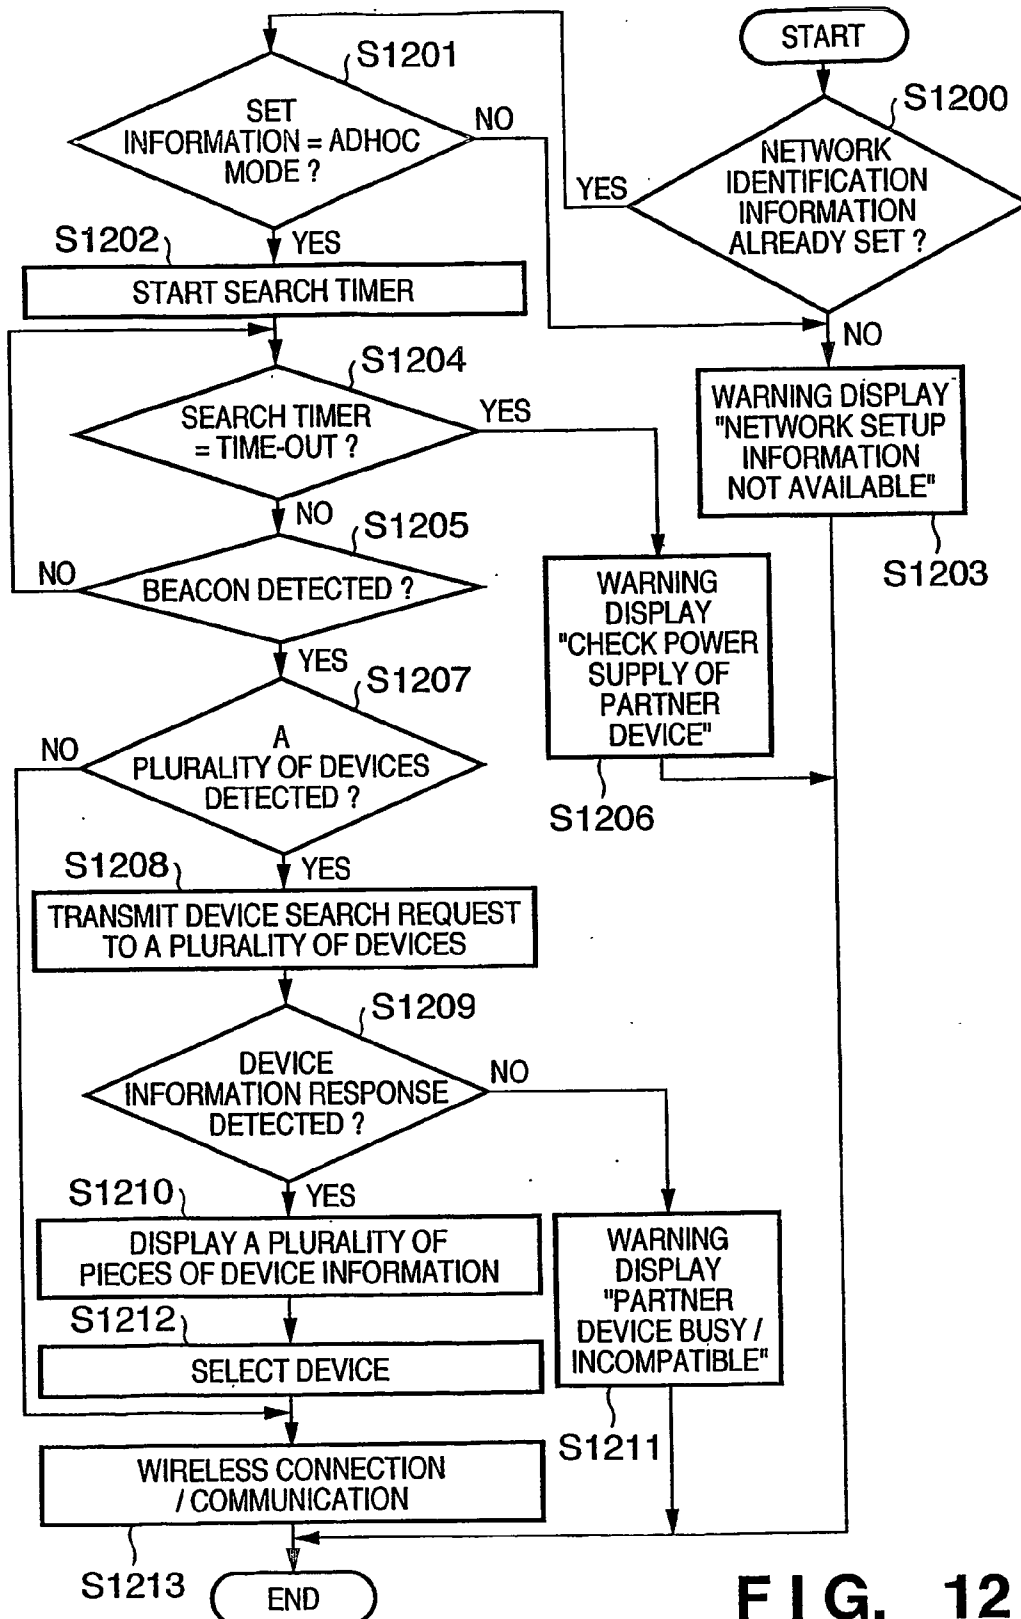 START
S1200
NETWORK
IDENTIFICATION
INFORMATION
ALREADY SET ?
YES
NO
S1201
SET
INFORMATION = ADHOC
MODE ?
NO
YES
S1202
START SEARCH TIMER
WARNING DISPLAY
"NETWORK SETUP
INFORMATION
NOT AVAILABLE"
S1203
S1204
SEARCH TIMER
= TIME-OUT ?
YES
NO
S1205
BEACON DETECTED ?
NO
YES
WARNING
DISPLAY
"CHECK POWER
SUPPLY OF
PARTNER
DEVICE"
S1206
S1207
A
PLURALITY OF DEVICES
DETECTED ?
NO
YES
S1208
TRANSMIT DEVICE SEARCH REQUEST
TO A PLURALITY OF DEVICES
S1209
DEVICE
INFORMATION RESPONSE
DETECTED ?
NO
YES
S1210
DISPLAY A PLURALITY OF
PIECES OF DEVICE INFORMATION
WARNING
DISPLAY
"PARTNER
DEVICE BUSY /
INCOMPATIBLE"
S1211
S1212
SELECT DEVICE
WIRELESS CONNECTION
/ COMMUNICATION
S1213
END
FIG. 12